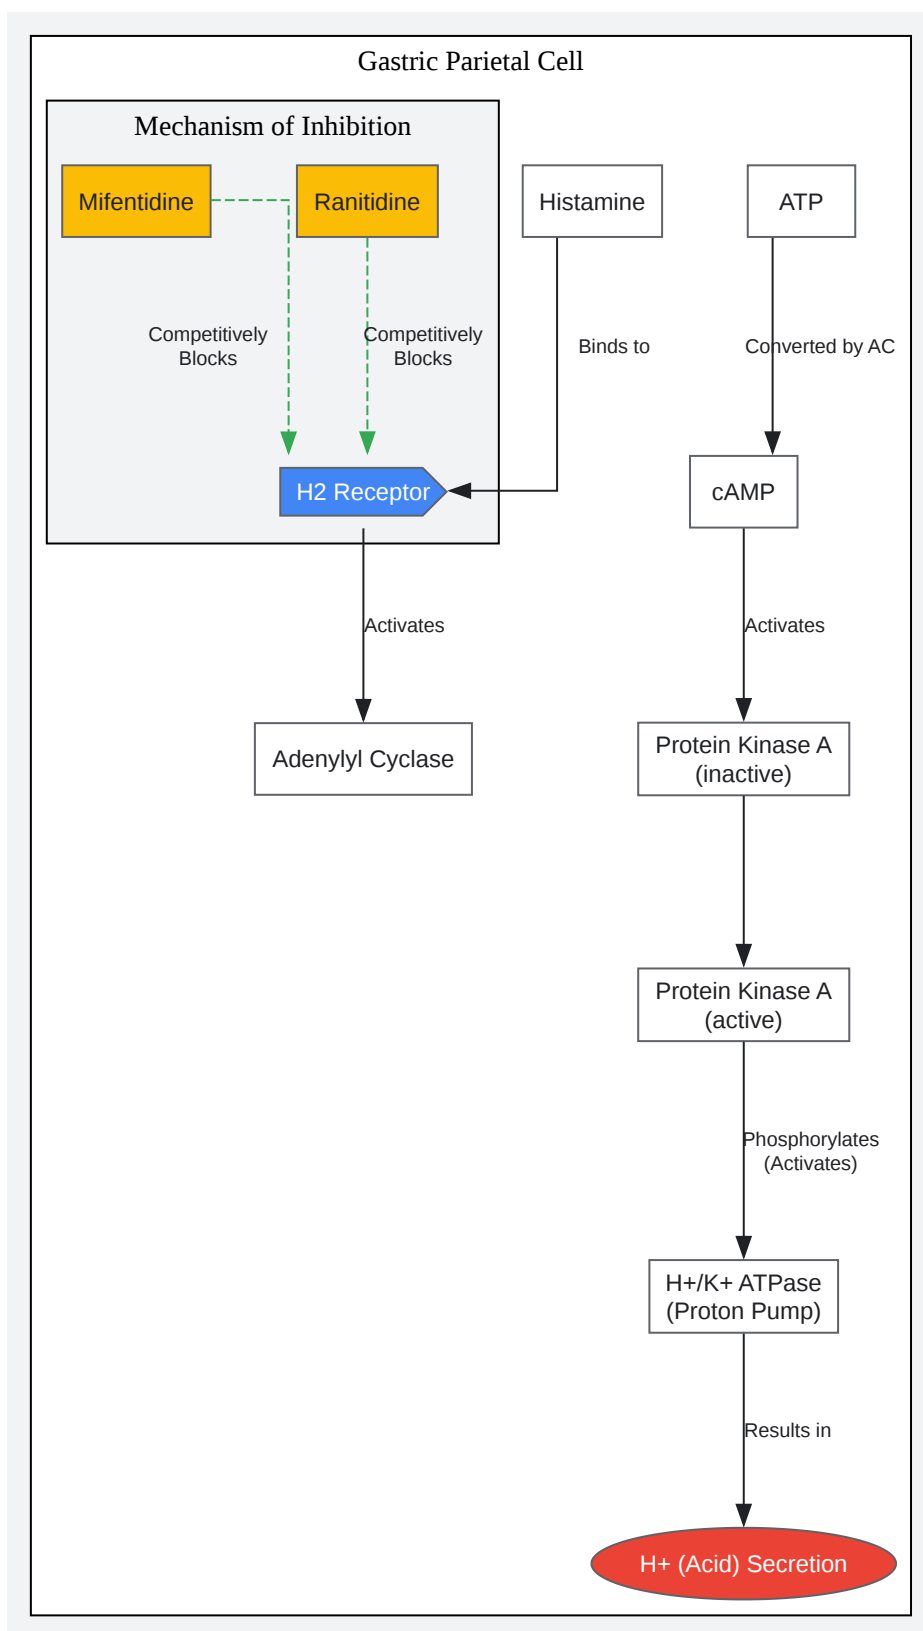 Gastric Parietal Cell
Mechanism of Inhibition
Mifentidine
Ranitidine
Histamine
ATP
Competitively
Blocks
Competitively
Blocks
Binds to
Converted by AC
H2 Receptor
cAMP
Activates
Activates
Adenylyl Cyclase
Protein Kinase A
(inactive)
Protein Kinase A
(active)
Phosphorylates
(Activates)
H+/K+ ATPase
(Proton Pump)
Results in
H+ (Acid) Secretion